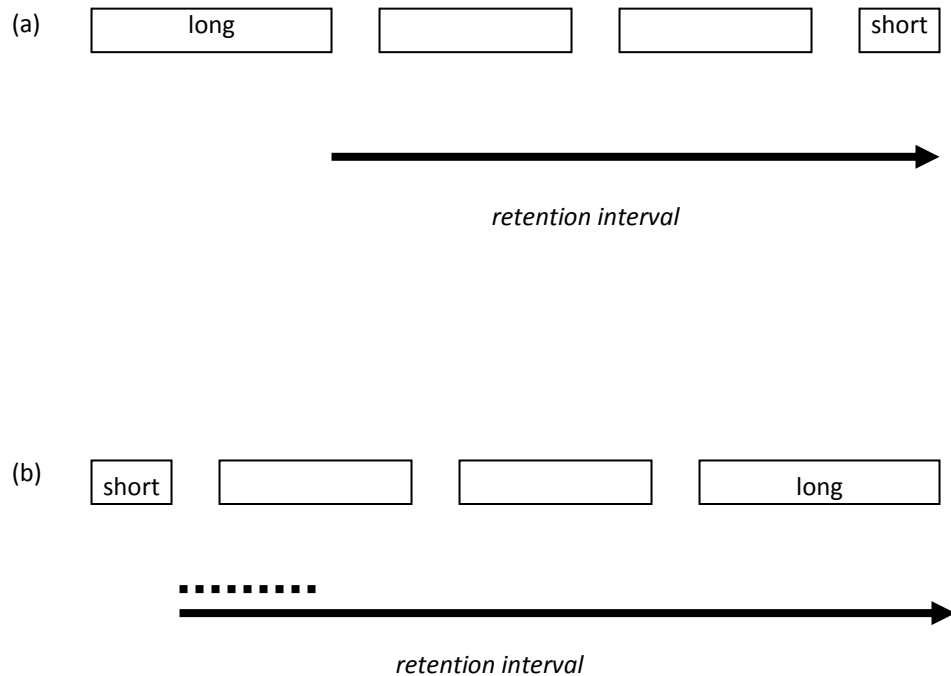 (a) long short
retention interval
(b) short long
retention interval